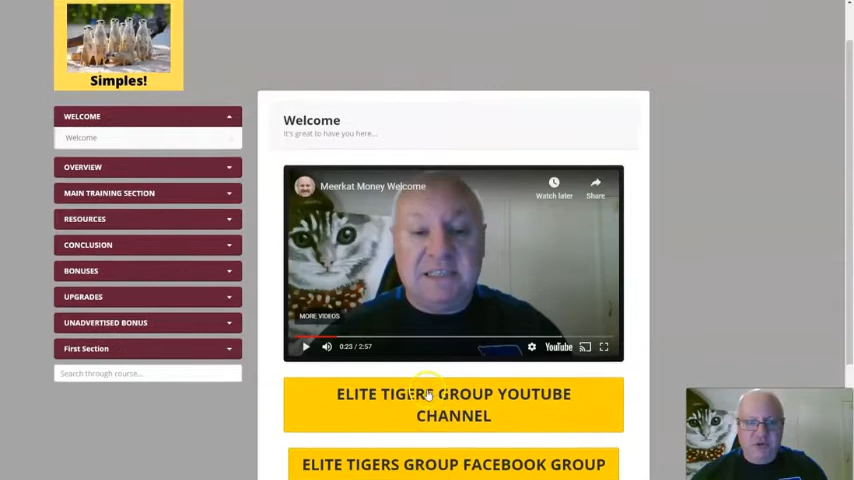 Simples!
WELCOME
Welcome
OVERVIEW
MAIN TRAINING SECTION
RESOURCES
CONCLUSION
BONUSES
UPGRADES
UNADVERTISED BONUS
First Section
Search through course...
Welcome
It's great to have you here...
Meerkat Money Welcome
Watch later
Share
MORE VIDEOS
0:23 / 2:57
YouTube
ELITE TIGERS GROUP YOUTUBE
CHANNEL
ELITE TIGERS GROUP FACEBOOK GROUP